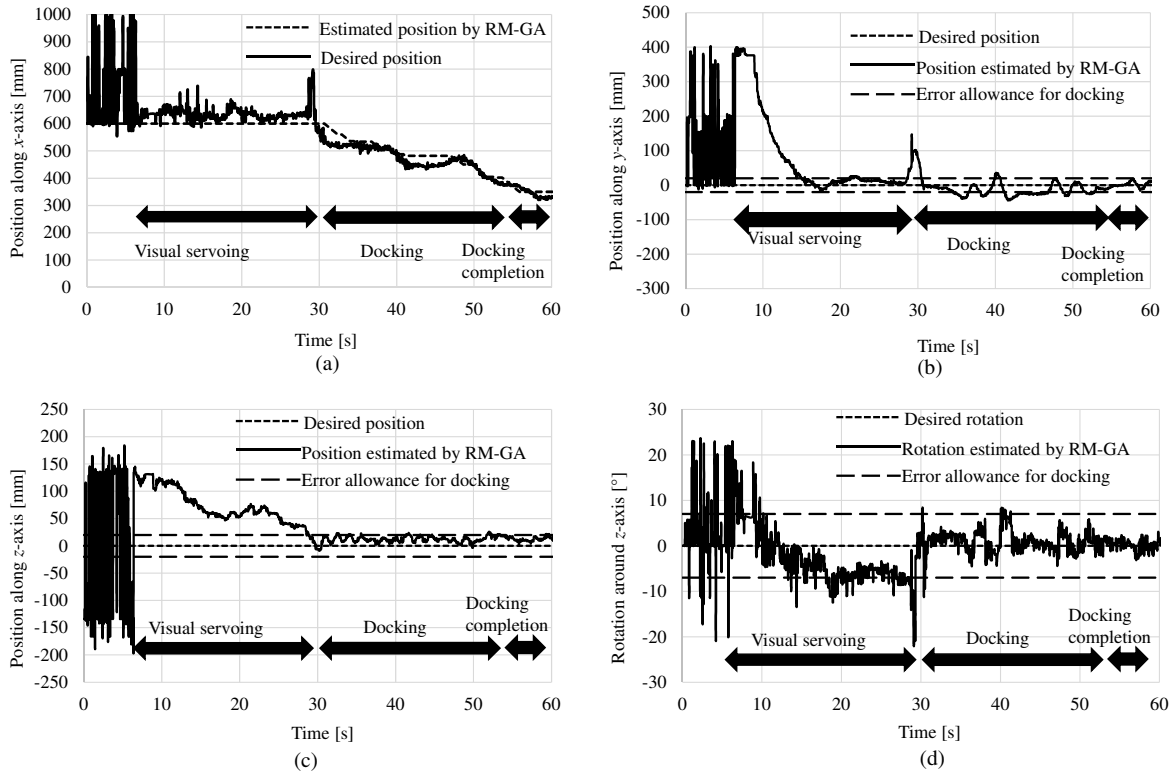 1000
900
800
700
600
500
400
300
200
100
0
Position along x-axis [mm]
Estimated position by RM-GA
Desired position
Visual servoing
Docking
Docking
completion
0 10 20 30 40 50 60
Time [s]
(a)
500
400
300
200
100
0
-100
-200
-300
Position along y-axis [mm]
Desired position
Position estimated by RM-GA
Error allowance for docking
Visual servoing
Docking
Docking
completion
0 10 20 30 40 50 60
Time [s]
(b)
250
200
150
100
50
0
-50
-100
-150
-200
-250
Position along z-axis [mm]
Desired position
Position estimated by RM-GA
Error allowance for docking
Visual servoing
Docking
Docking
completion
0 10 20 30 40 50 60
Time [s]
(c)
30
20
10
0
-10
-20
-30
Rotation around z-axis [°]
Desired rotation
Rotation estimated by RM-GA
Error allowance for docking
Visual servoing
Docking
Docking
completion
0 10 20 30 40 50 60
Time [s]
(d)